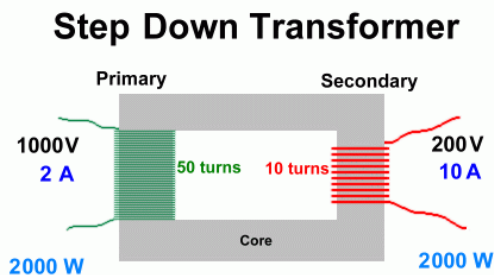 Step Down Transformer
Primary
Secondary
1000V
2 A
50 turns
10 turns
200V
10 A
Core
2000 W
2000 W